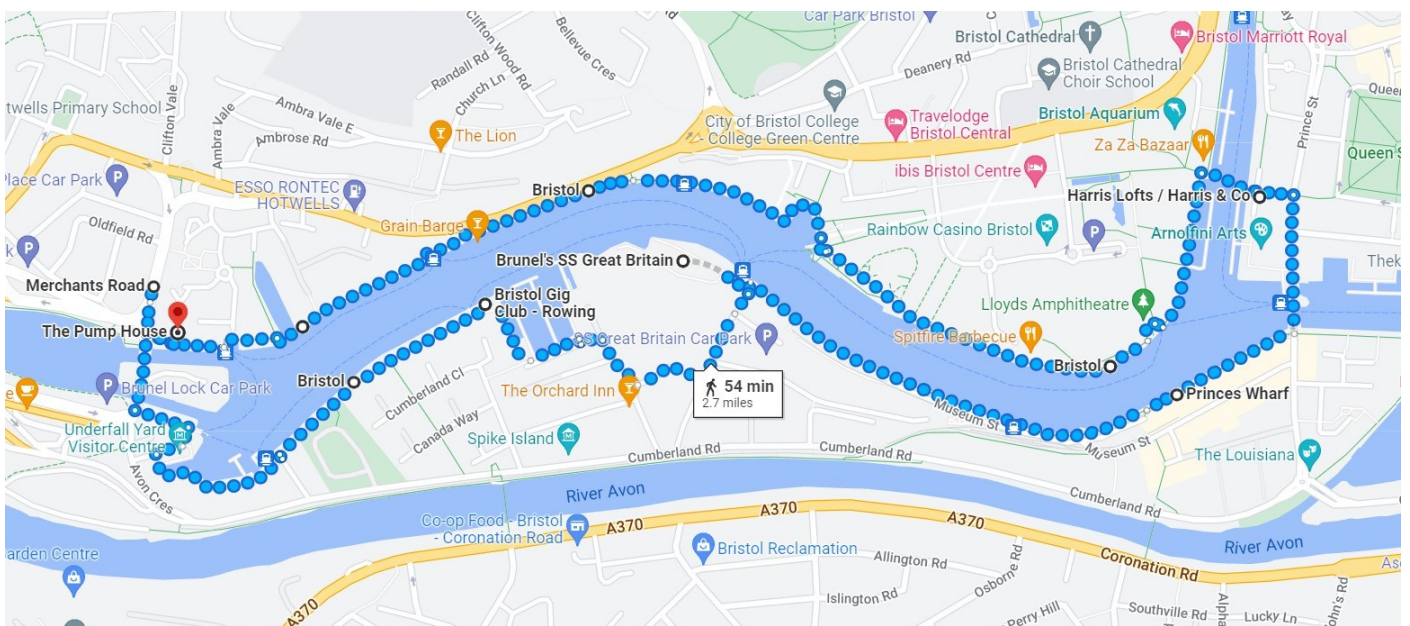 Car Park Bristol
Bristol Cathedral
Bristol Marriott Royal
Clifton Wood Rd
Bellevue Cres
Randall Rd
Church Ln
Deanery Rd
Bristol Cathedral
Choir School
Clifton Vale
Ambra Vale
Ambra Vale E
Ambrose Rd
The Lion
City of Bristol College
- College Green Centre
Travelodge
Bristol Central
Bristol Aquarium
Prince St
Za Za Bazaar
Queen S
Place Car Park
ESSO RONTEC
HOTWELLS
Bristol
ibis Bristol Centre
Harris Lofts / Harris & Co
Oldfield Rd
Grain Barge
Rainbow Casino Bristol
Arnolfini Arts
Brunel's SS Great Britain
Merchants Road
Bristol Gig
Club - Rowing
Lloyds Amphitheatre
The Pump House
SS Great Britain Car Park
Spitfire Barbecue
Bristol
Brunel Lock Car Park
Bristol
Cumberland Cl
The Orchard Inn
54 min
2.7 miles
Princes Wharf
Canada Way
Museum St
Underfall Yard
Visitor Centre
Spike Island
Cumberland Rd
Cumberland Rd
Museum St
The Louisiana
Avon Cres
River Avon
Cumberland Rd
Co-op Food - Bristol
- Coronation Road
A370
A370
A370
River Avon
Bristol Reclamation
Coronation Rd
Allington Rd
Osborne Rd
Islington Rd
Perry Hill
Southville Rd
Lucky Ln
A370